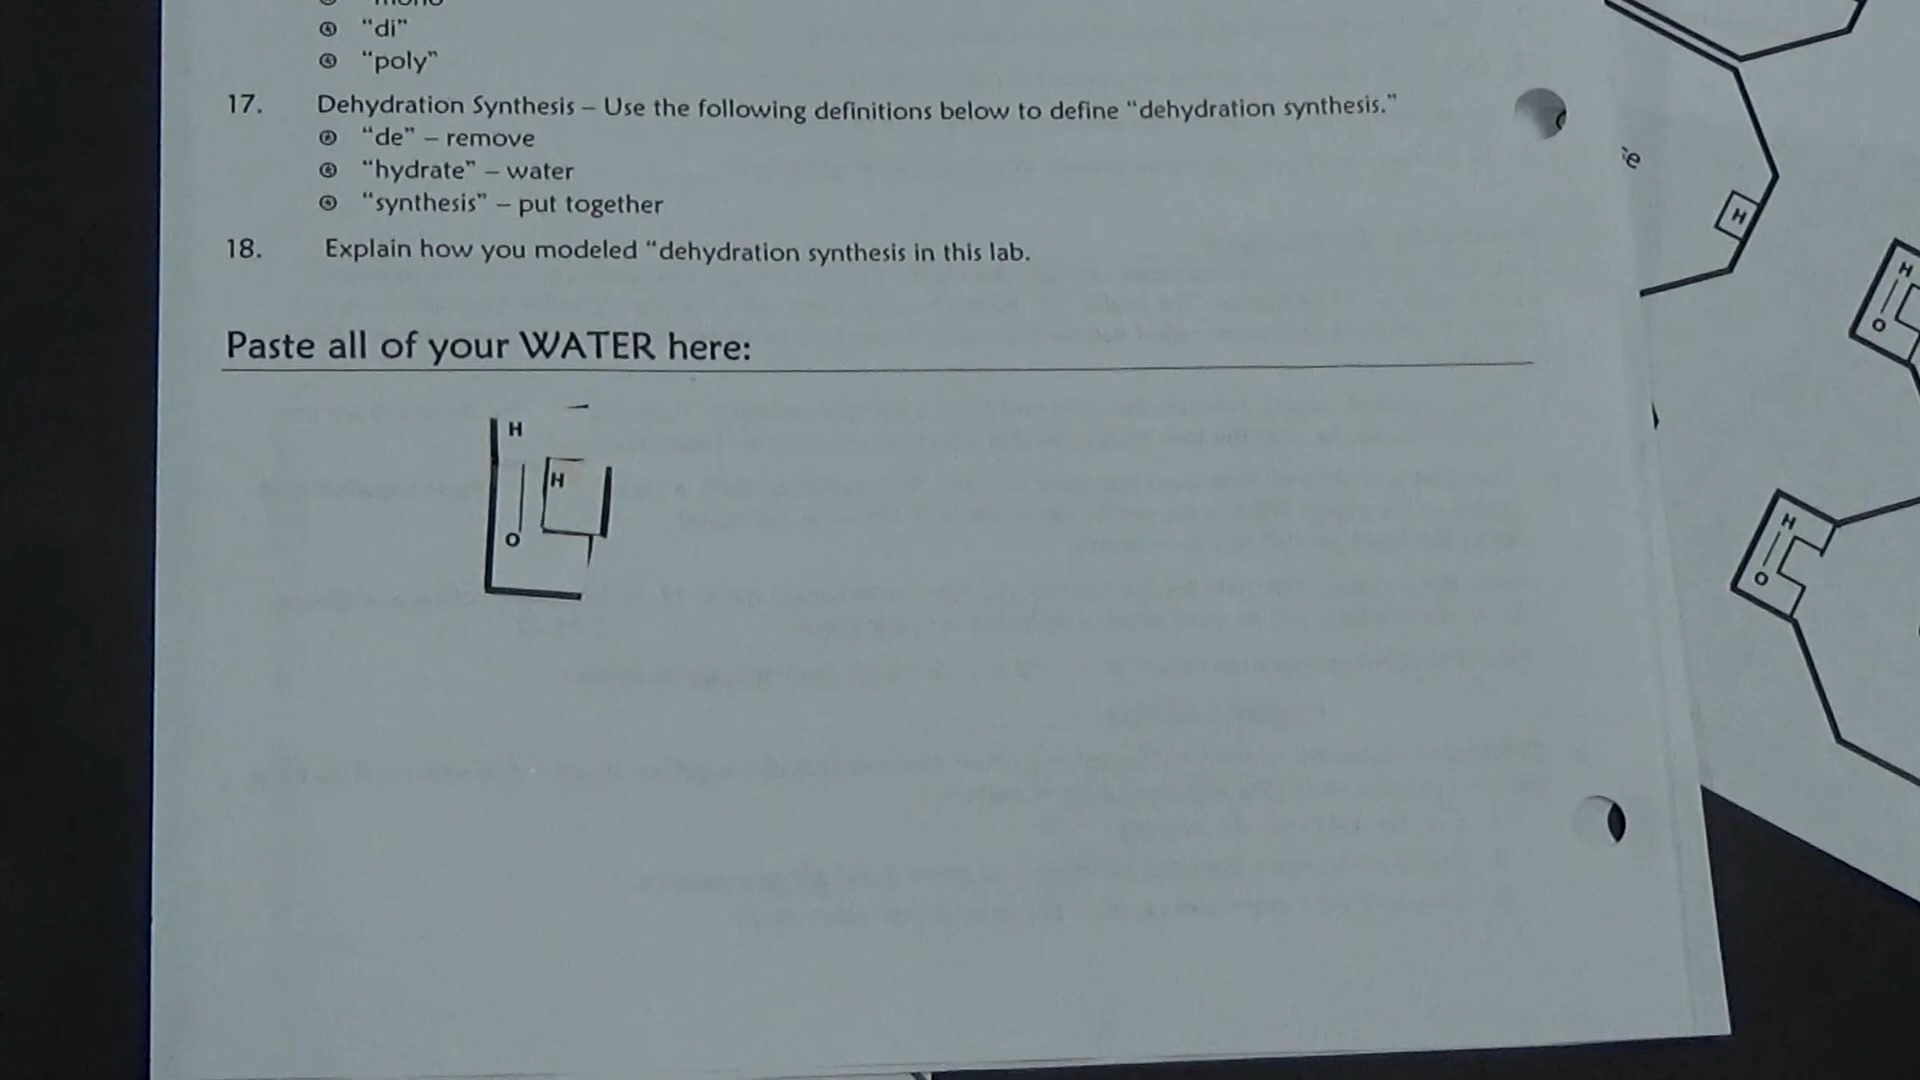 "di"
"poly"
17. Dehydration Synthesis – Use the following definitions below to define "dehydration synthesis."
"de" – remove
"hydrate" – water
"synthesis" – put together
18. Explain how you modeled "dehydration synthesis in this lab.
Paste all of your WATER here:
H
H
O
H
H
O
H
O